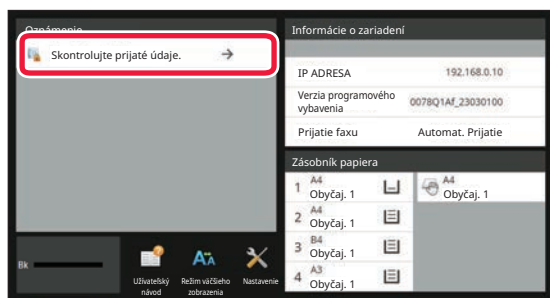 Oznámenie
Skontrolujte prijaté údaje.
Informácie o zariadení
IP ADRESA 192.168.0.10
Verzia programového vybavenia 0078Q1Af_23030100
Prijatie faxu Automat. Prijatie
Zásobník papiera
1 A4
Obyčaj. 1
A4
Obyčaj. 1
2 A4
Obyčaj. 1
3 B4
Obyčaj. 1
4 A3
Obyčaj. 1
Bk
Užívateľský
návod
Režim väčšieho
zobrazenia
Nastavenie